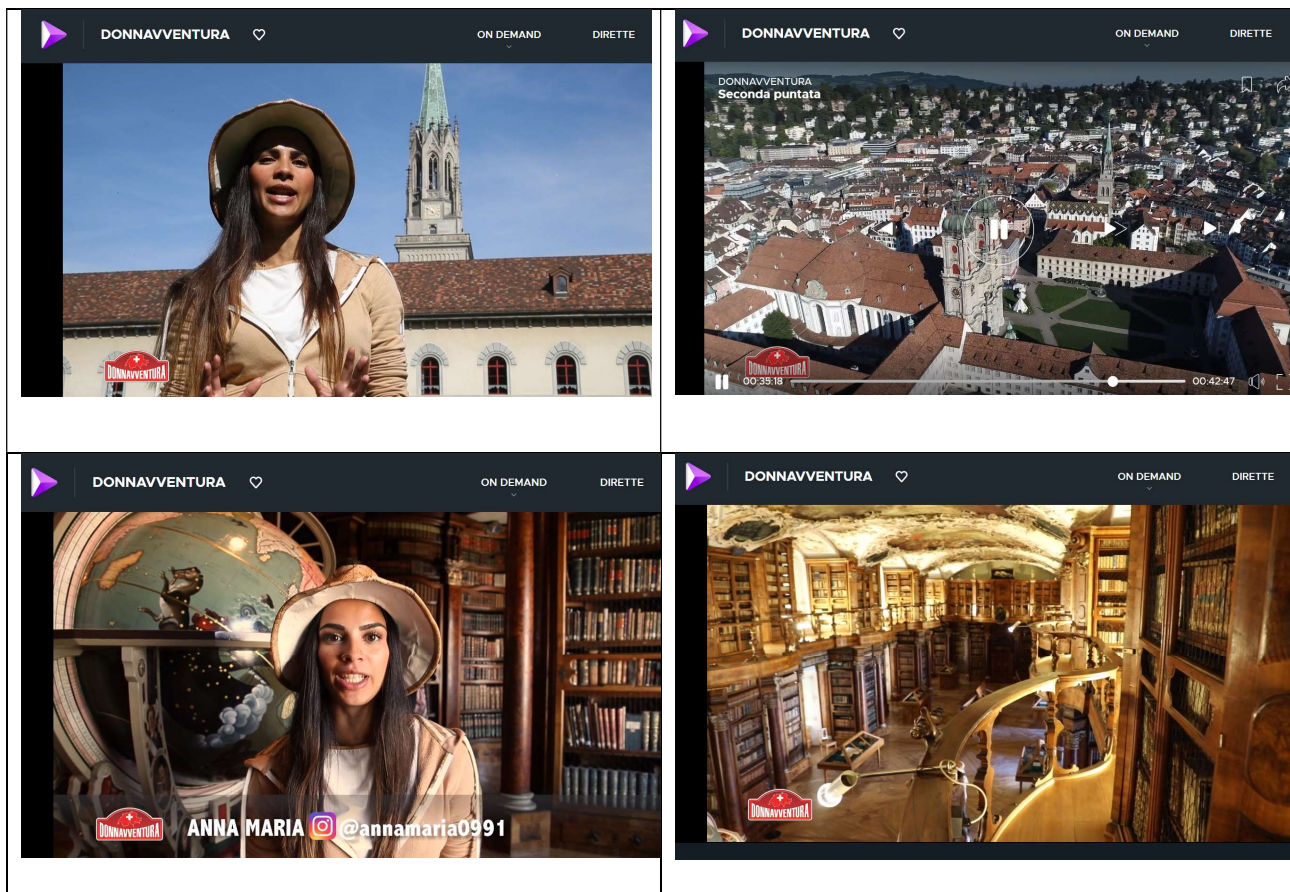 DONNAVVENTURA ON DEMAND DIRETTE
DONNAVVENTURA
DONNAVVENTURA ON DEMAND DIRETTE
DONNAVVENTURA
Seconda puntata
DONNAVVENTURA
00:35:18 00:42:47
DONNAVVENTURA ON DEMAND DIRETTE
DONNAVVENTURA
ANNA MARIA @annamaria0991
DONNAVVENTURA ON DEMAND DIRETTE
DONNAVVENTURA